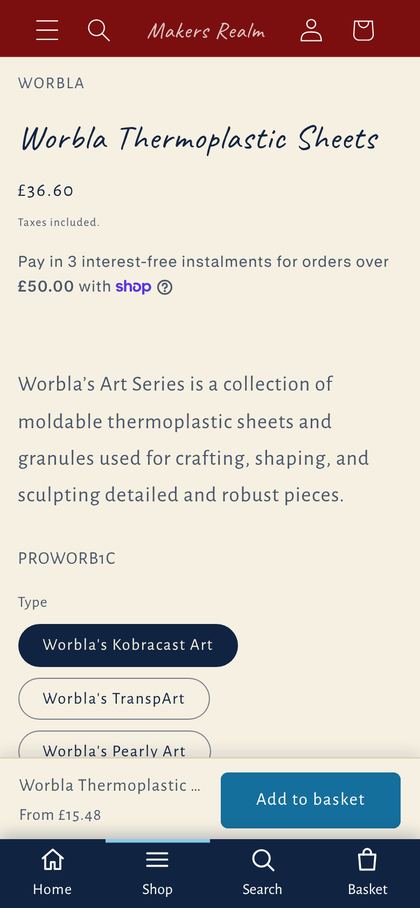 Makers Realm
WORBLA
Worbla Thermoplastic Sheets
£36.60
Taxes included.
Pay in 3 interest-free instalments for orders over
£50.00 with shop
Worbla’s Art Series is a collection of
moldable thermoplastic sheets and
granules used for crafting, shaping, and
sculpting detailed and robust pieces.
PROWORB1C
Type
Worbla's Kobracast Art
Worbla's TranspArt
Worbla's Pearly Art
Worbla Thermoplastic ...
From £15.48
Add to basket
Home
Shop
Search
Basket